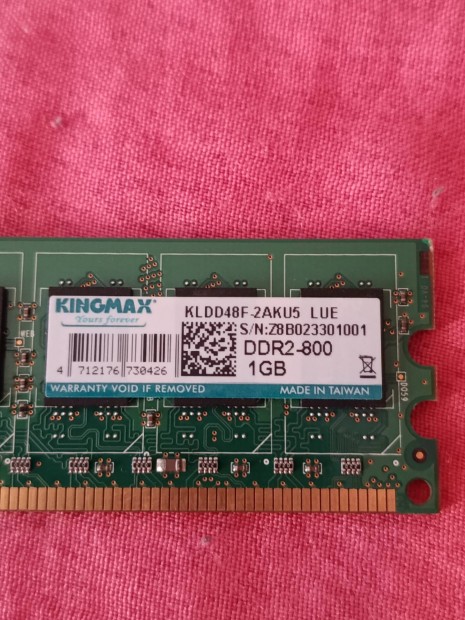 KINGMAX
Yours forever
KLDD48F-2AKU5 LUE
S/N:Z8B023301001
DDR2-800
1GB
4 712176 730426
WARRANTY VOID IF REMOVED
MADE IN TAIWAN